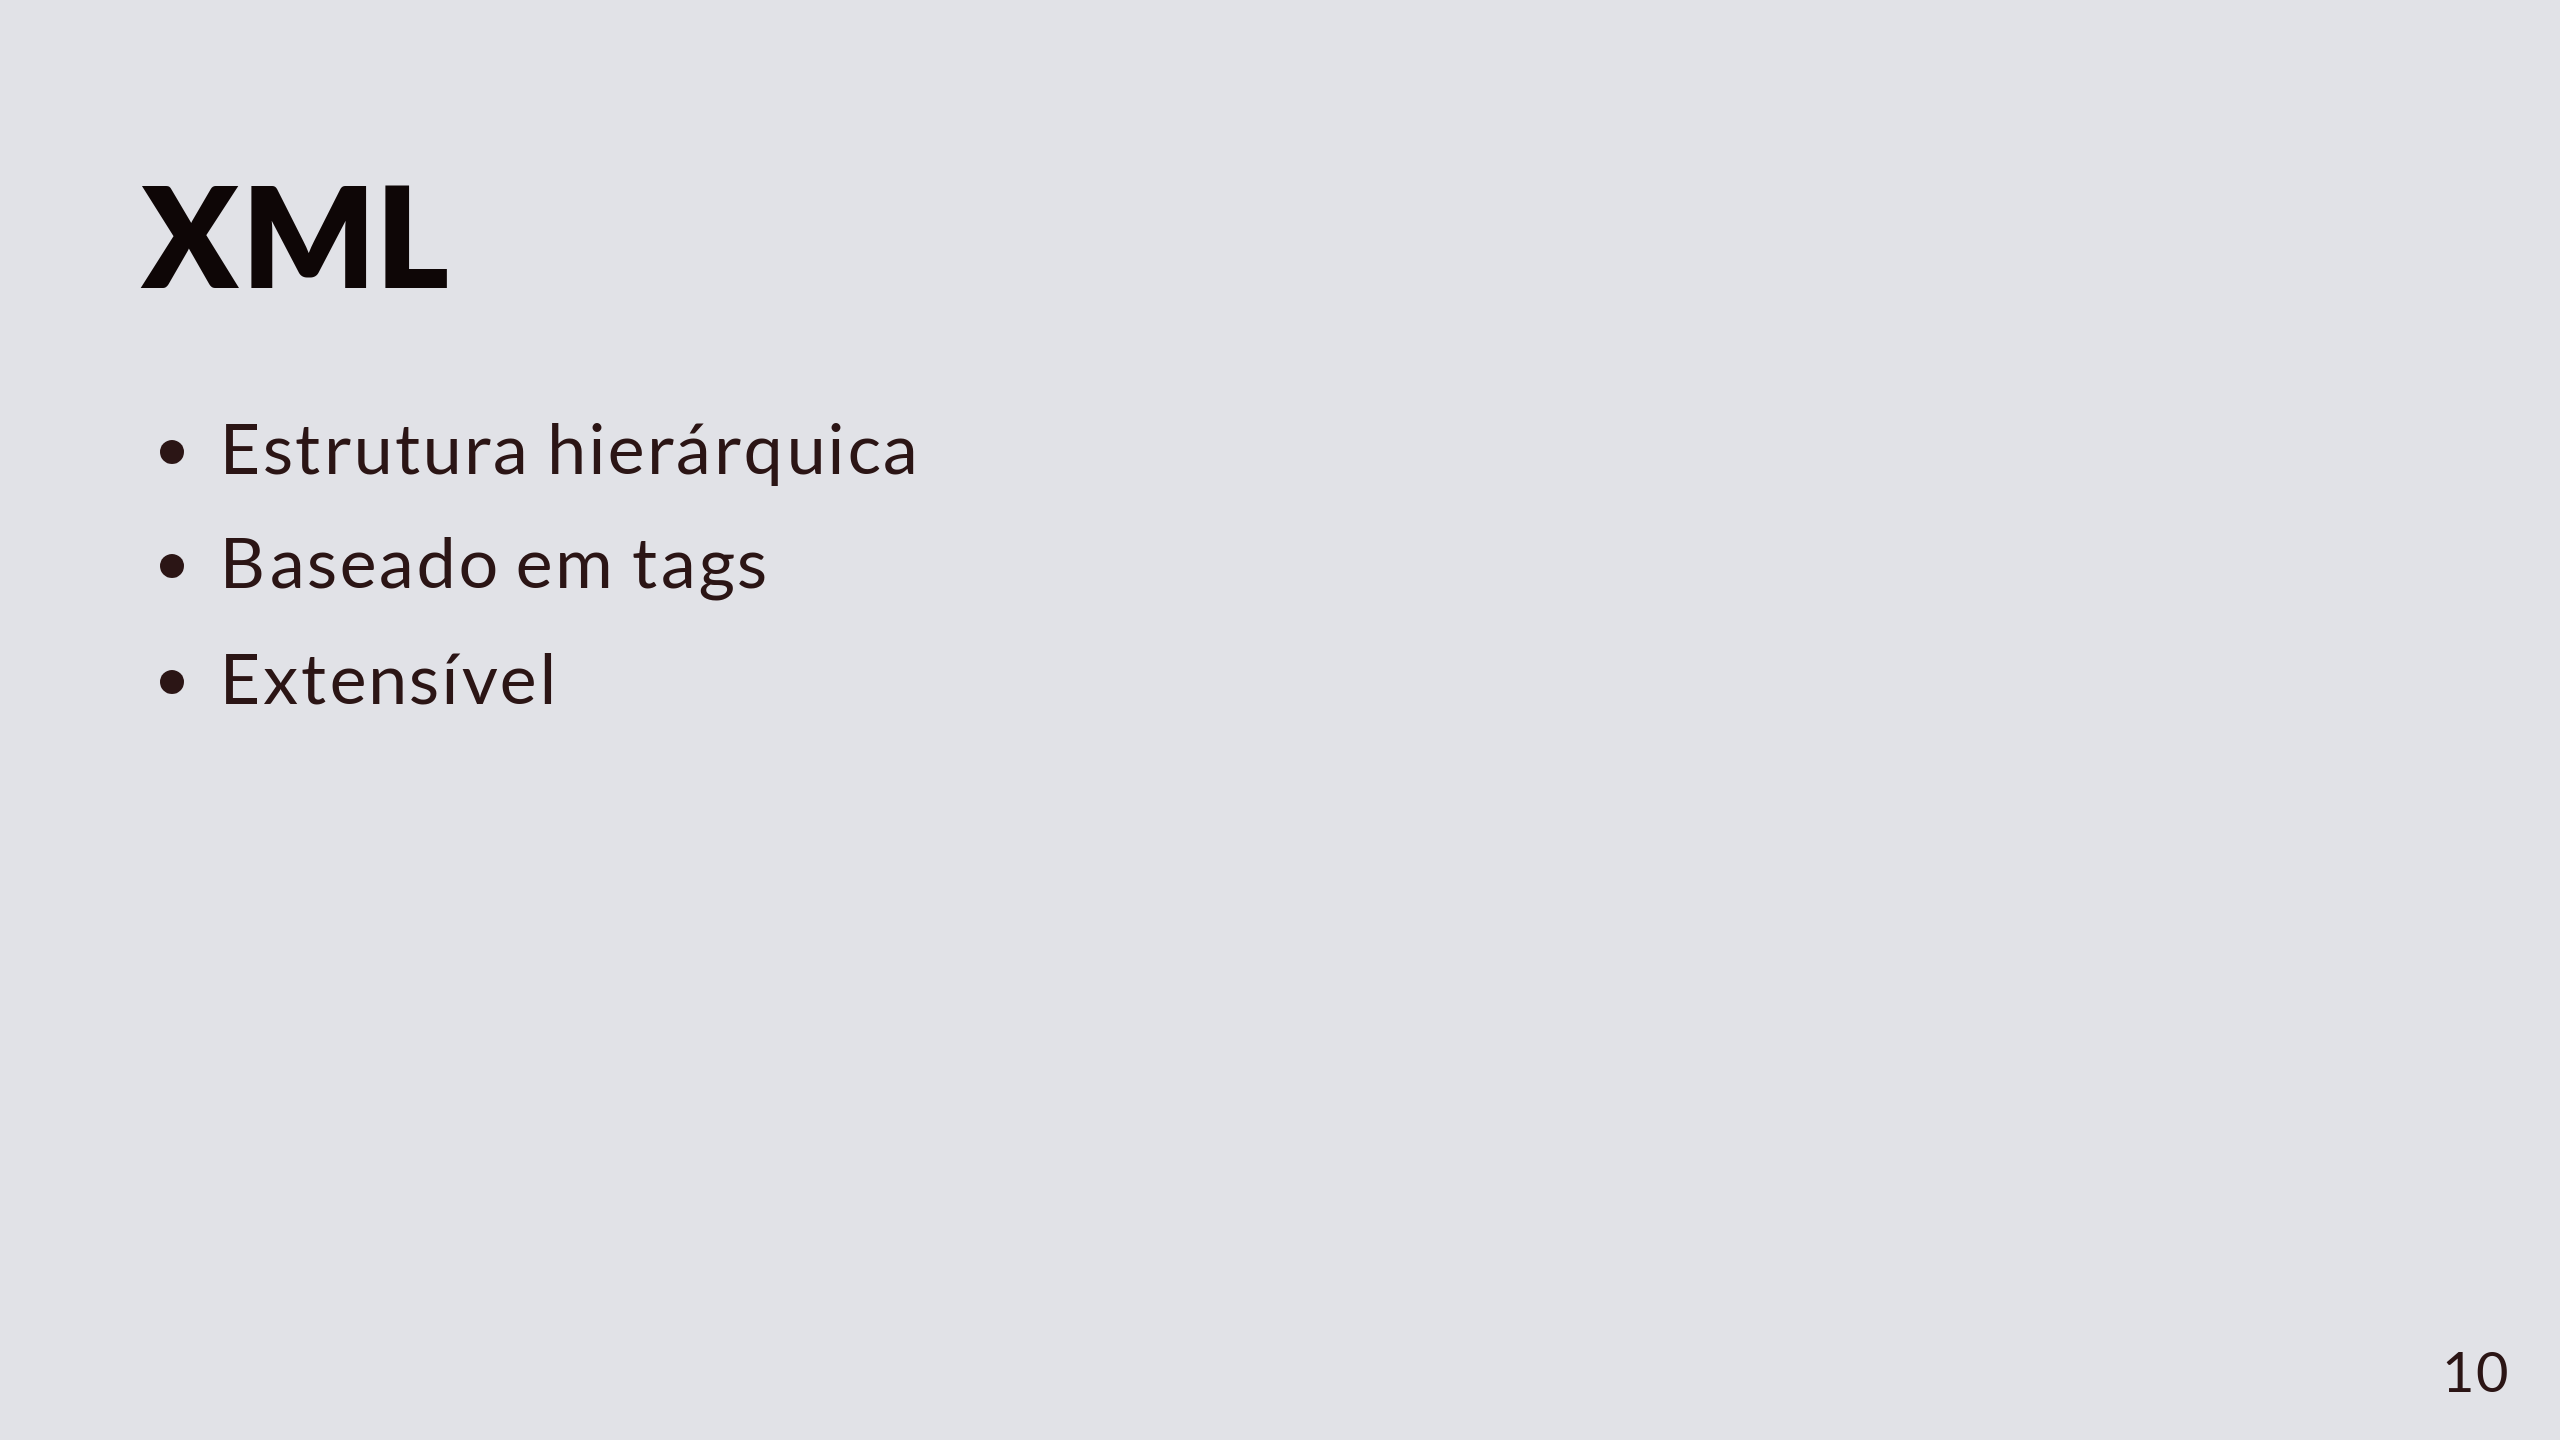 XML
• Estrutura hierárquica
• Baseado em tags
• Extensível
10